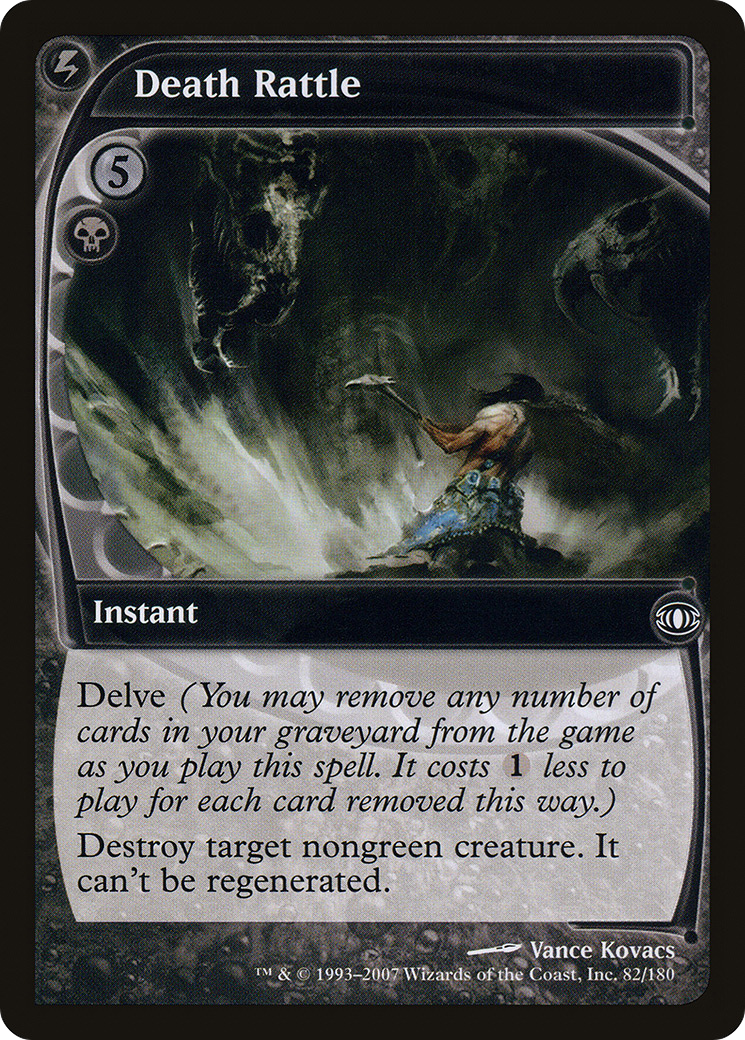 Death Rattle
5
Instant
Delve (You may remove any number of
cards in your graveyard from the game
as you play this spell. It costs 1 less to
play for each card removed this way.)
Destroy target nongreen creature. It
can't be regenerated.
Vance Kovacs
™ & © 1993–2007 Wizards of the Coast, Inc. 82/180